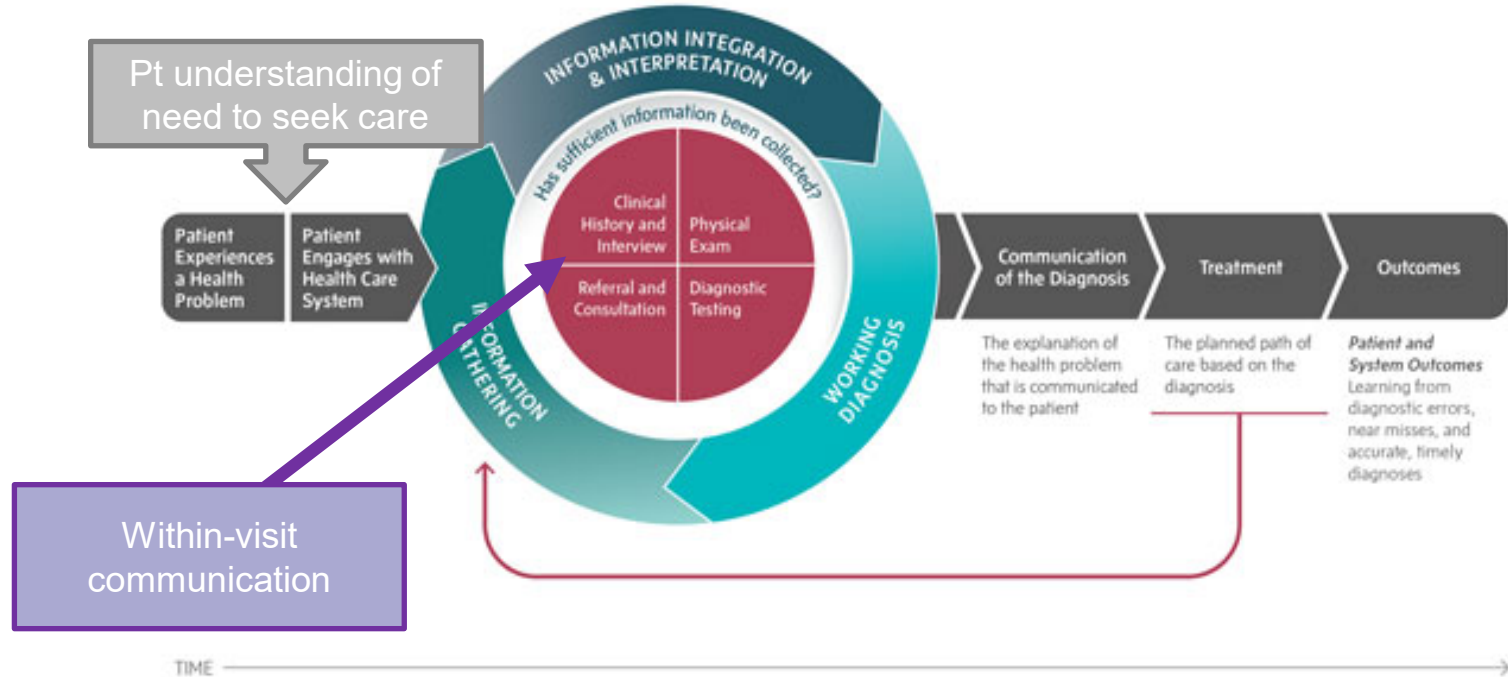 Pt understanding of
need to seek care
INFORMATION INTEGRATION
& INTERPRETATION
Has sufficient information been collected?
Clinical
History and
Interview
Physical
Exam
Referral and
Consultation
Diagnostic
Testing
INFORMATION
GATHERING
WORKING
DIAGNOSIS
Patient
Experiences
a Health
Problem
Patient
Engages with
Health Care
System
Communication
of the Diagnosis
Treatment
Outcomes
The explanation of
the health problem
that is communicated
to the patient
The planned path of
care based on the
diagnosis
Patient and
System Outcomes
Learning from
diagnostic errors,
near misses, and
accurate, timely
diagnoses
Within-visit
communication
TIME